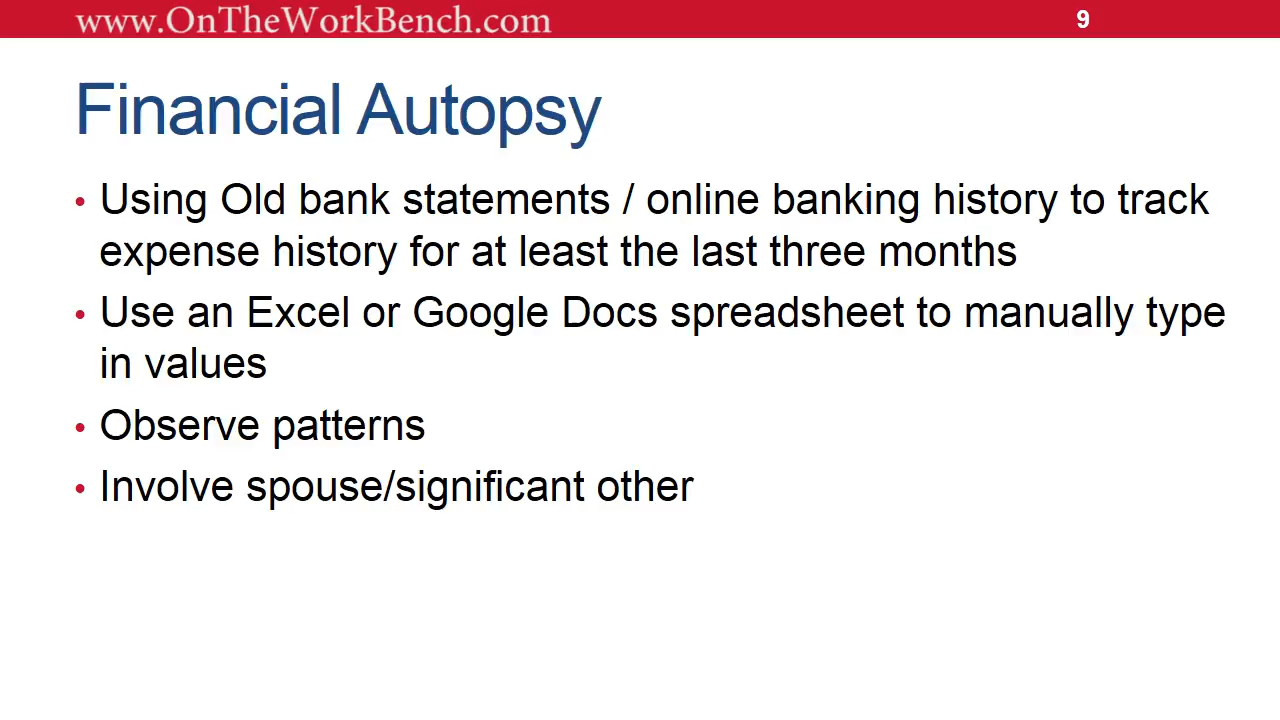 www.OnTheWorkBench.com 9
Financial Autopsy
• Using Old bank statements / online banking history to track
expense history for at least the last three months
• Use an Excel or Google Docs spreadsheet to manually type
in values
• Observe patterns
• Involve spouse/significant other